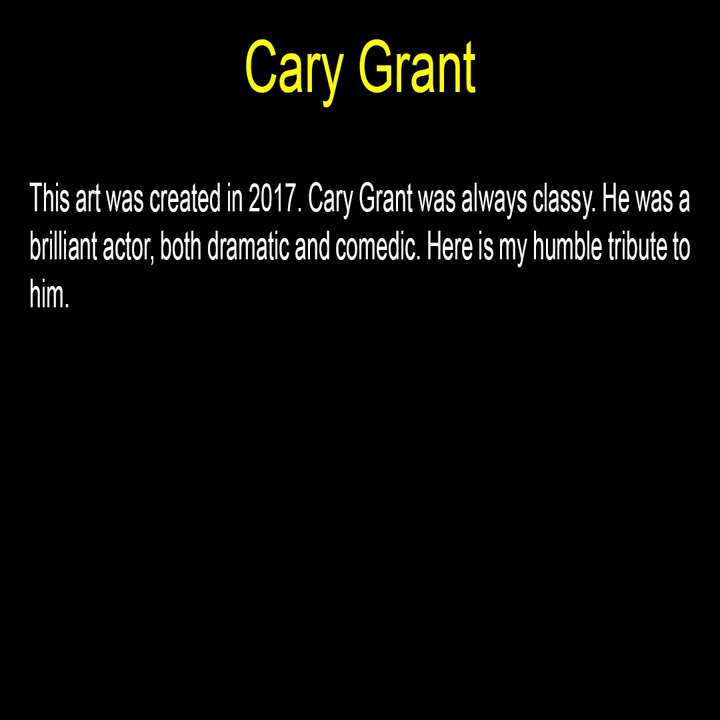 Cary Grant
This art was created in 2017. Cary Grant was always classy. He was a
brilliant actor, both dramatic and comedic. Here is my humble tribute to
him.